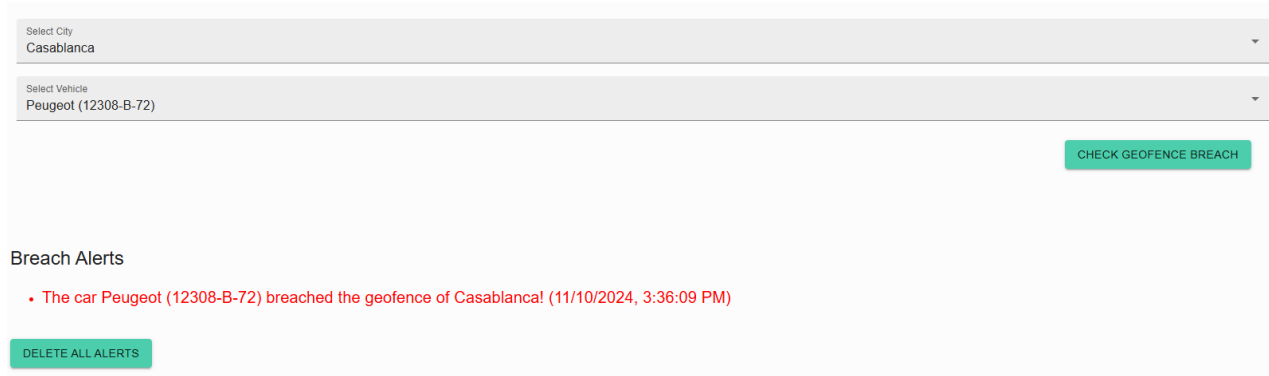 Select City
Casablanca
Select Vehicle
Peugeot (12308-B-72)
CHECK GEOFENCE BREACH
Breach Alerts
• The car Peugeot (12308-B-72) breached the geofence of Casablanca! (11/10/2024, 3:36:09 PM)
DELETE ALL ALERTS